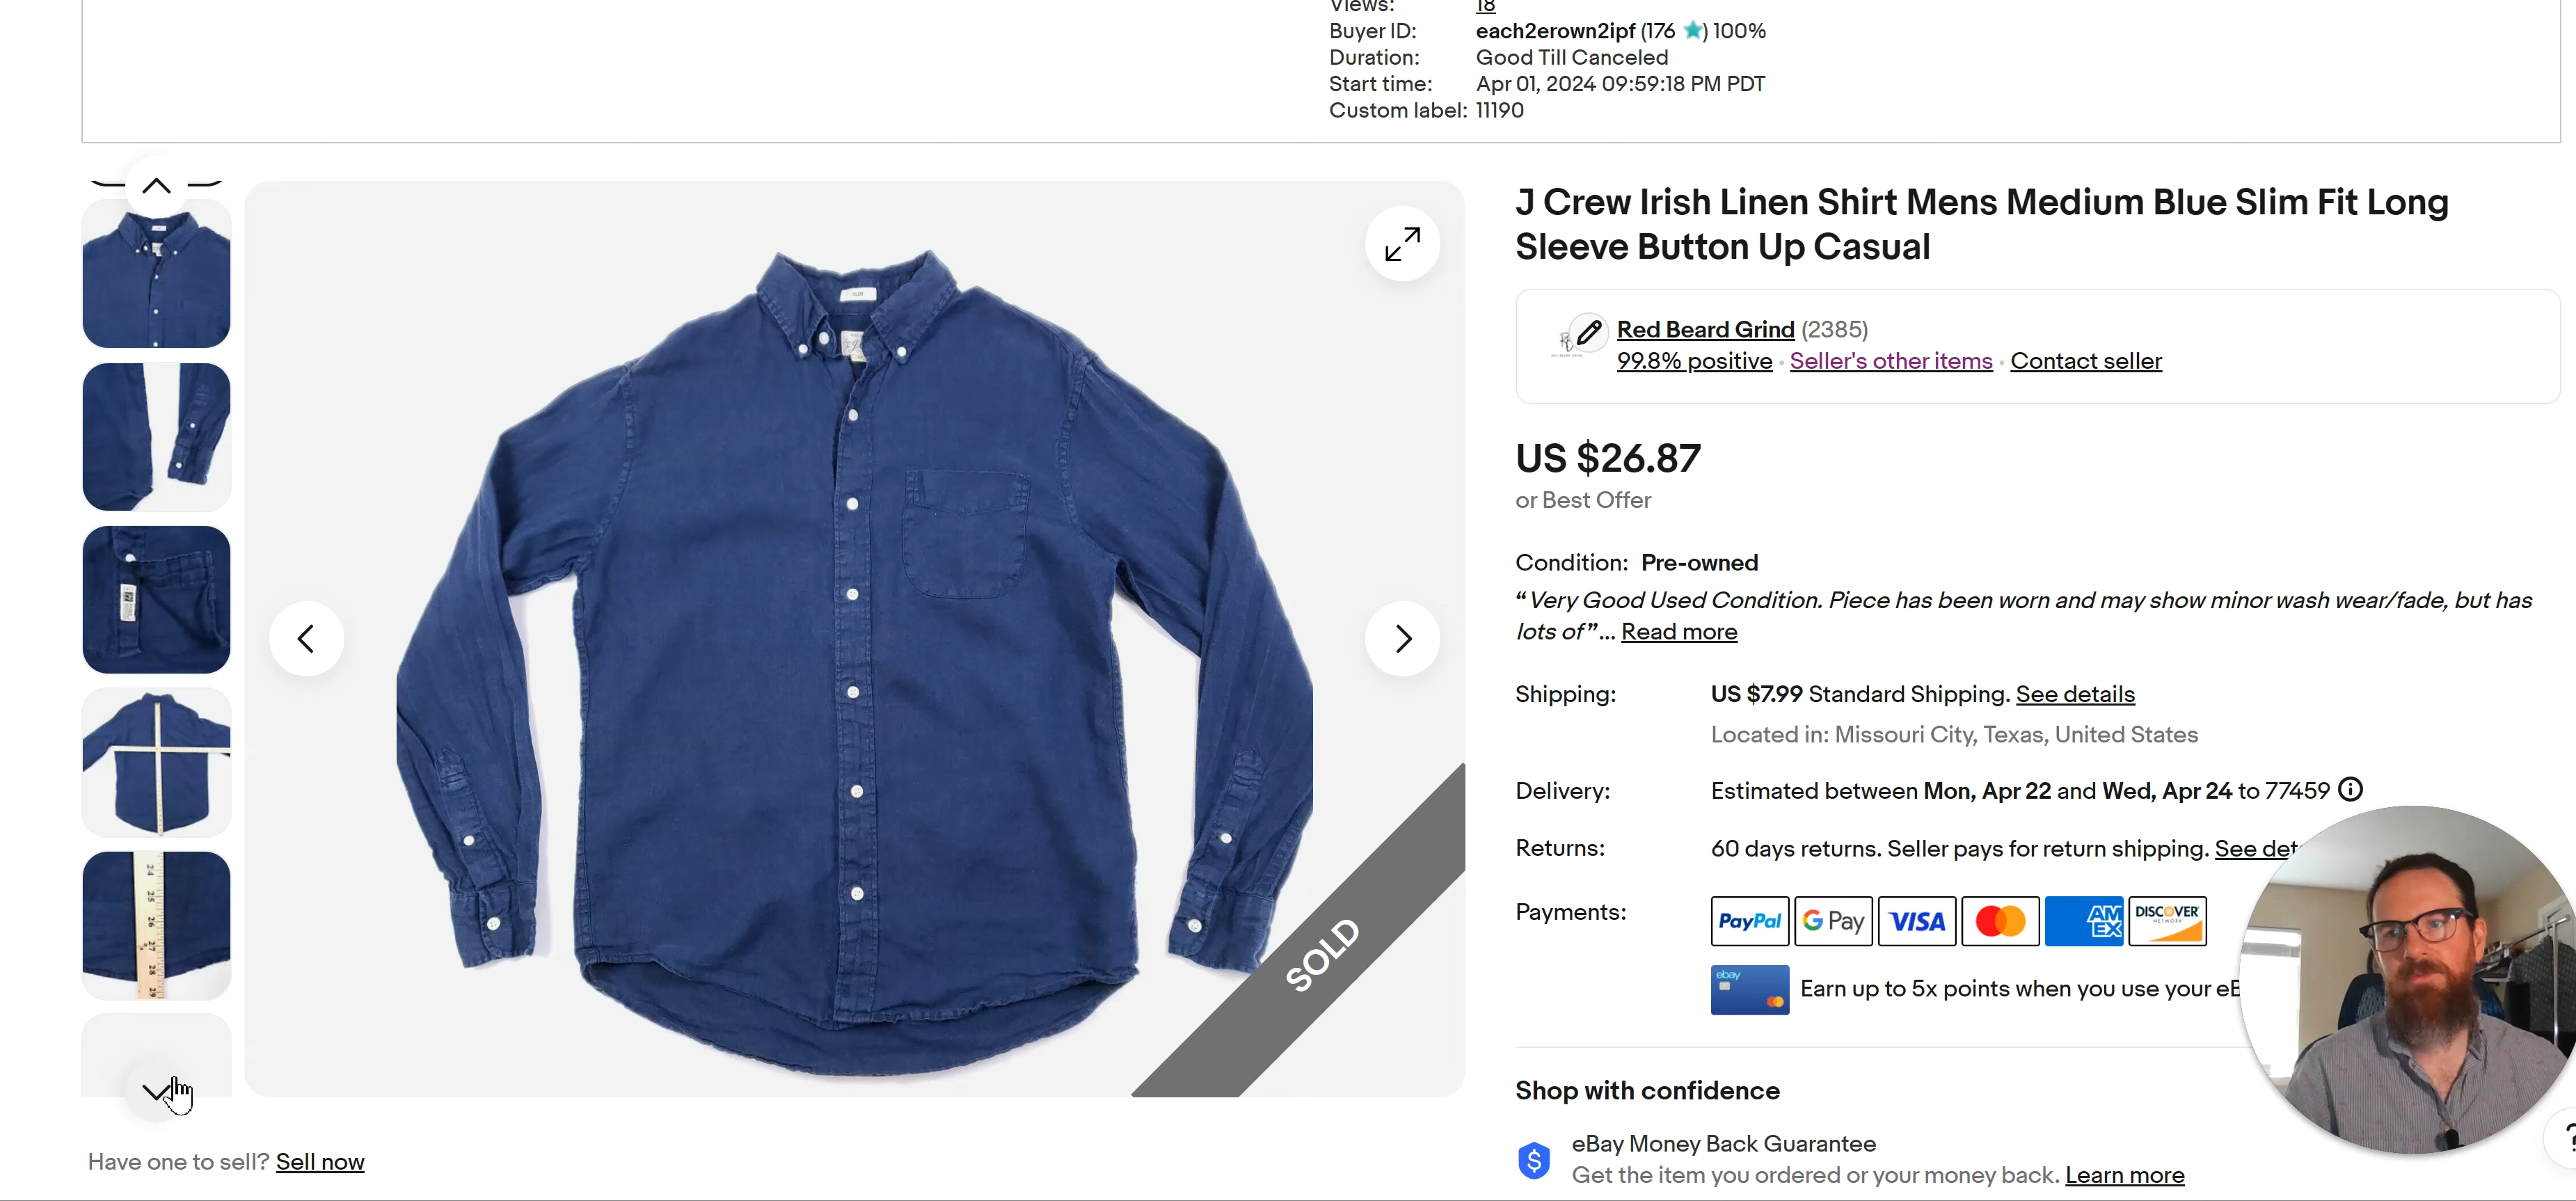 Views: 18
Buyer ID: each2erown2ipf (176 ) 100%
Duration: Good Till Canceled
Start time: Apr 01, 2024 09:59:18 PM PDT
Custom label: 11190
J Crew Irish Linen Shirt Mens Medium Blue Slim Fit Long
Sleeve Button Up Casual
Red Beard Grind (2385)
99.8% positive · Seller's other items · Contact seller
US $26.87
or Best Offer
Condition: Pre-owned
“Very Good Used Condition. Piece has been worn and may show minor wash wear/fade, but has
lots of”... Read more
Shipping: US $7.99 Standard Shipping. See details
Located in: Missouri City, Texas, United States
Delivery: Estimated between Mon, Apr 22 and Wed, Apr 24 to 77459
Returns: 60 days returns. Seller pays for return shipping. See det
Payments: PayPal G Pay VISA AM EX DISCOVER NETWORK
ebay Earn up to 5x points when you use your eB
Shop with confidence
eBay Money Back Guarantee
Get the item you ordered or your money back. Learn more
SOLD
24
25
26
27
28
29
Have one to sell? Sell now
?